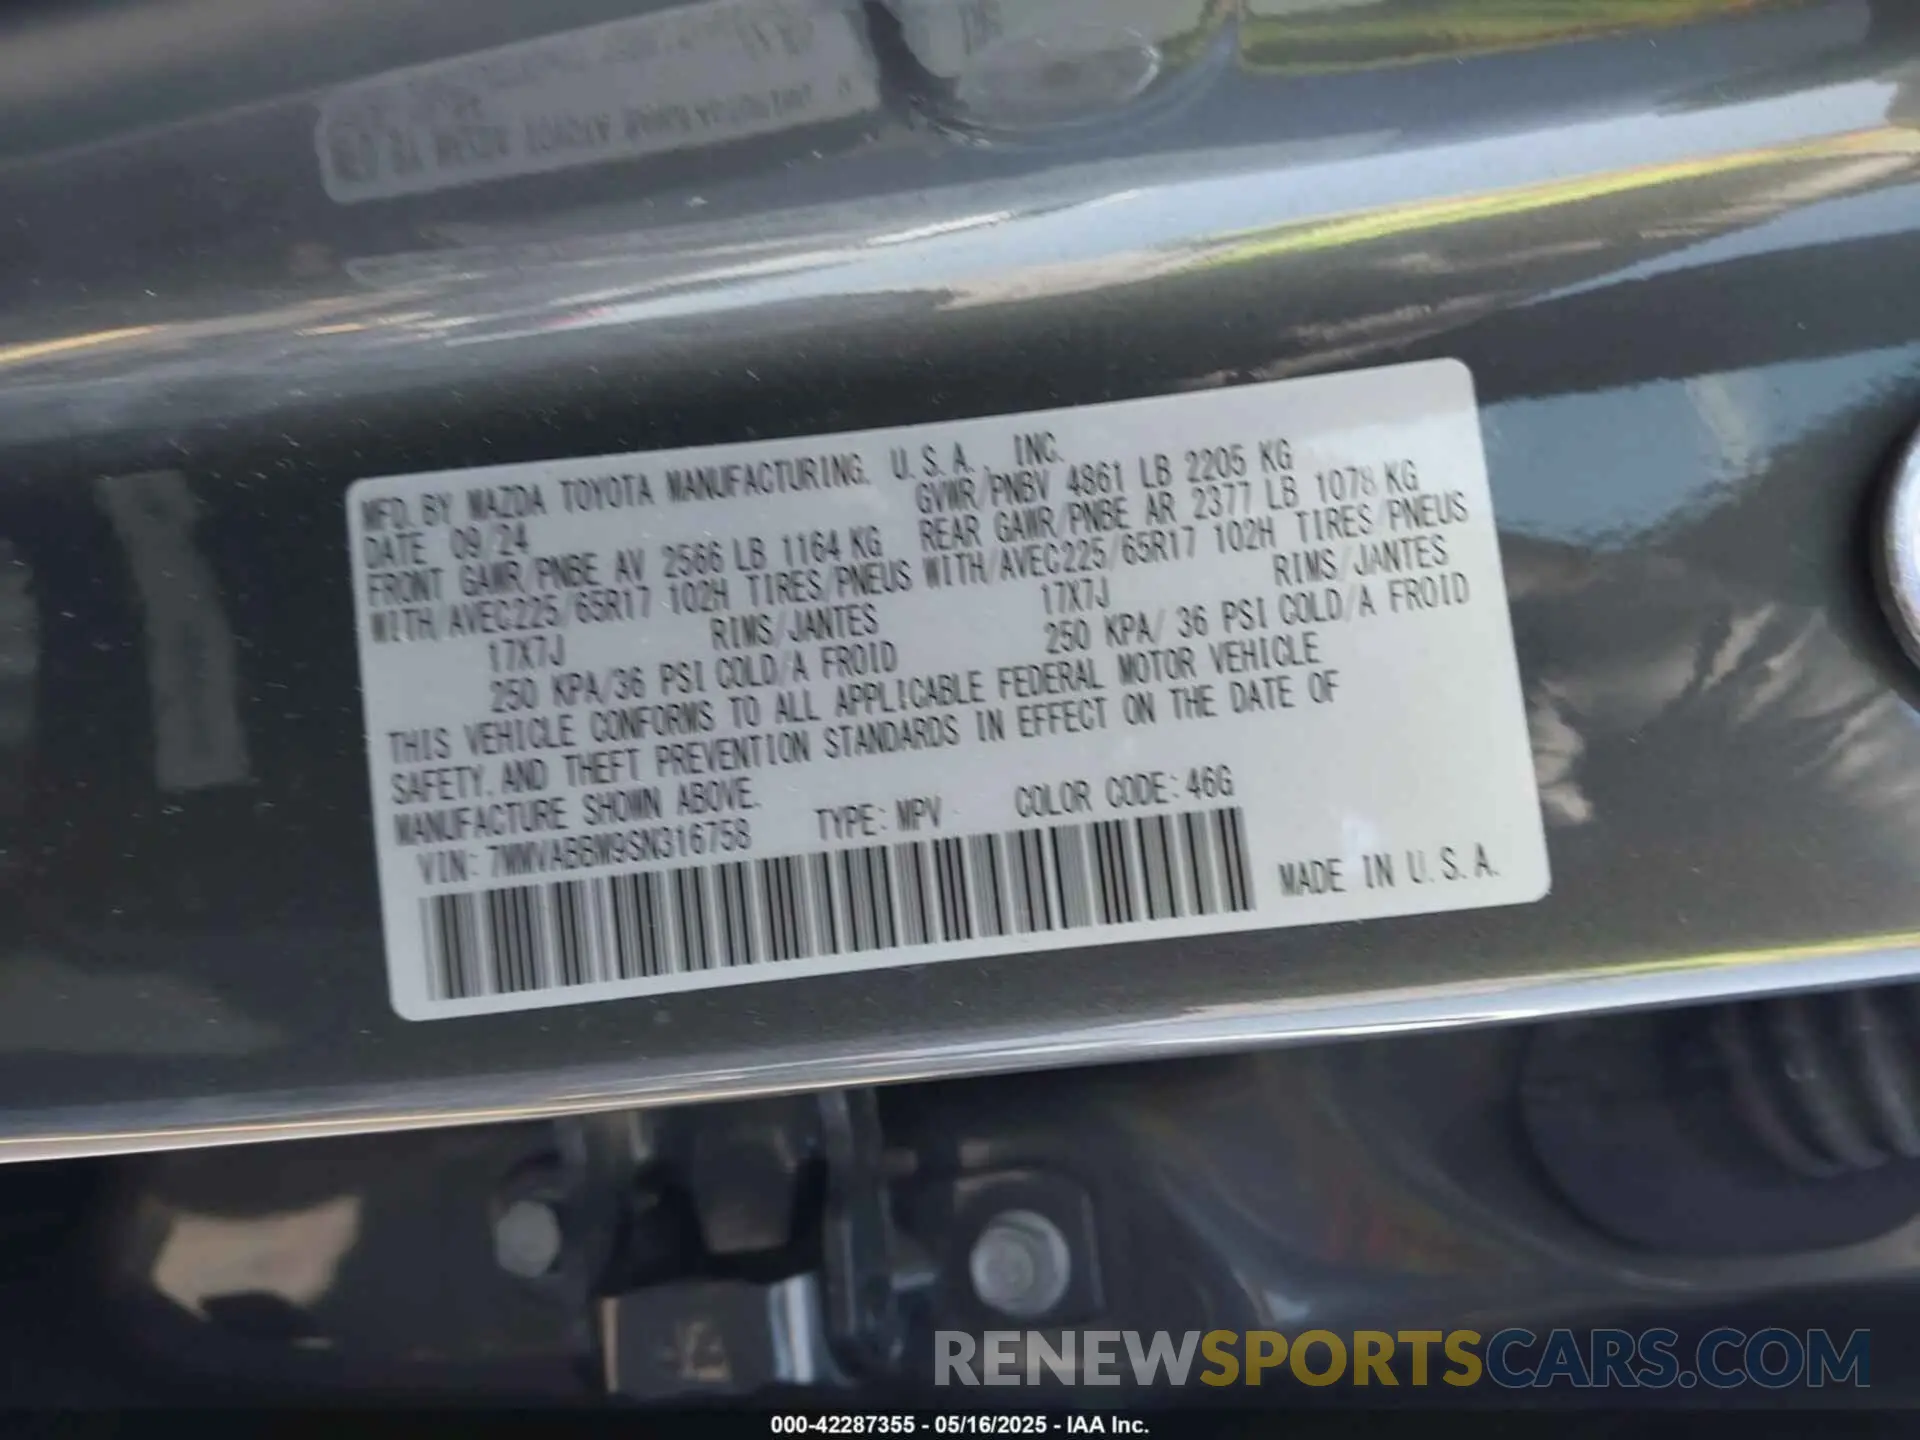 MFD. BY MAZDA TOYOTA MANUFACTURING, U.S.A., INC.
DATE 09/24 GVWR/PNBV 4861 LB 2205 KG
FRONT GAWR/PNBE AV 2566 LB 1164 KG REAR GAWR/PNBE AR 2377 LB 1078 KG
WITH/AVEC225/65R17 102H TIRES/PNEUS WITH/AVEC225/65R17 102H TIRES/PNEUS
17X7J RIMS/JANTES 17X7J RIMS/JANTES
250 KPA/36 PSI COLD/A FROID 250 KPA/ 36 PSI COLD/A FROID
THIS VEHICLE CONFORMS TO ALL APPLICABLE FEDERAL MOTOR VEHICLE
SAFETY, AND THEFT PREVENTION STANDARDS IN EFFECT ON THE DATE OF
MANUFACTURE SHOWN ABOVE.
VIN: 7MMVABBM9SN316758 TYPE: MPV COLOR CODE: 46G
MADE IN U.S.A.
RENEWSPORTSCARS.COM
000-42287355 - 05/16/2025 - IAA Inc.